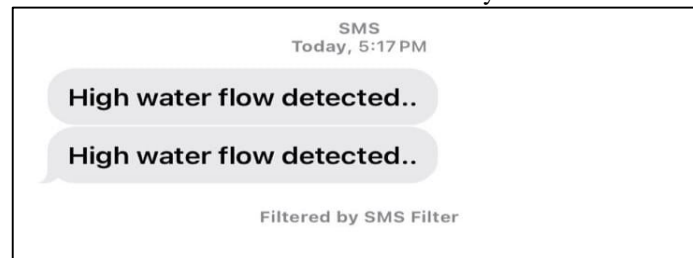 SMS
Today, 5:17 PM
High water flow detected..
High water flow detected..
Filtered by SMS Filter